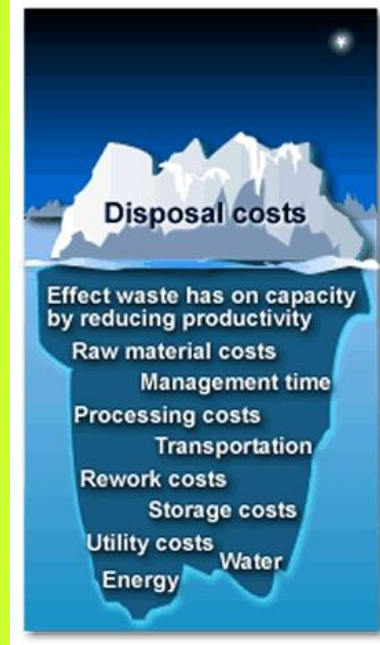 Disposal costs
Effect waste has on capacity
by reducing productivity
Raw material costs
Management time
Processing costs
Transportation
Rework costs
Storage costs
Utility costs
Water
Energy